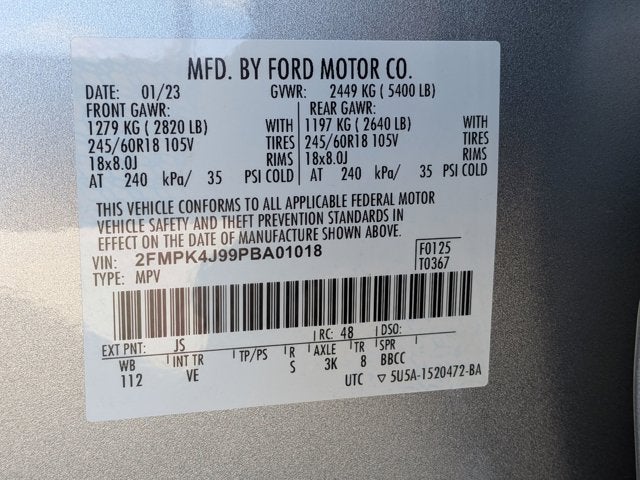 MFD. BY FORD MOTOR CO.
DATE: 01/23 GVWR: 2449 KG ( 5400 LB)
FRONT GAWR: REAR GAWR:
1279 KG ( 2820 LB) WITH 1197 KG ( 2640 LB) WITH
245/60R18 105V TIRES 245/60R18 105V TIRES
18x8.0J RIMS 18x8.0J RIMS
AT 240 kPa/ 35 PSI COLD AT 240 kPa/ 35 PSI COLD
THIS VEHICLE CONFORMS TO ALL APPLICABLE FEDERAL MOTOR
VEHICLE SAFETY AND THEFT PREVENTION STANDARDS IN
EFFECT ON THE DATE OF MANUFACTURE SHOWN ABOVE.
VIN: 2FMPK4J99PBA01018 F0125
TYPE: MPV T0367
EXT PNT: JS RC: 48 DSO:
WB INT TR TP/PS R AXLE TR SPR
112 VE S 3K 8 BBCC
UTC ▽ 5U5A-1520472-BA